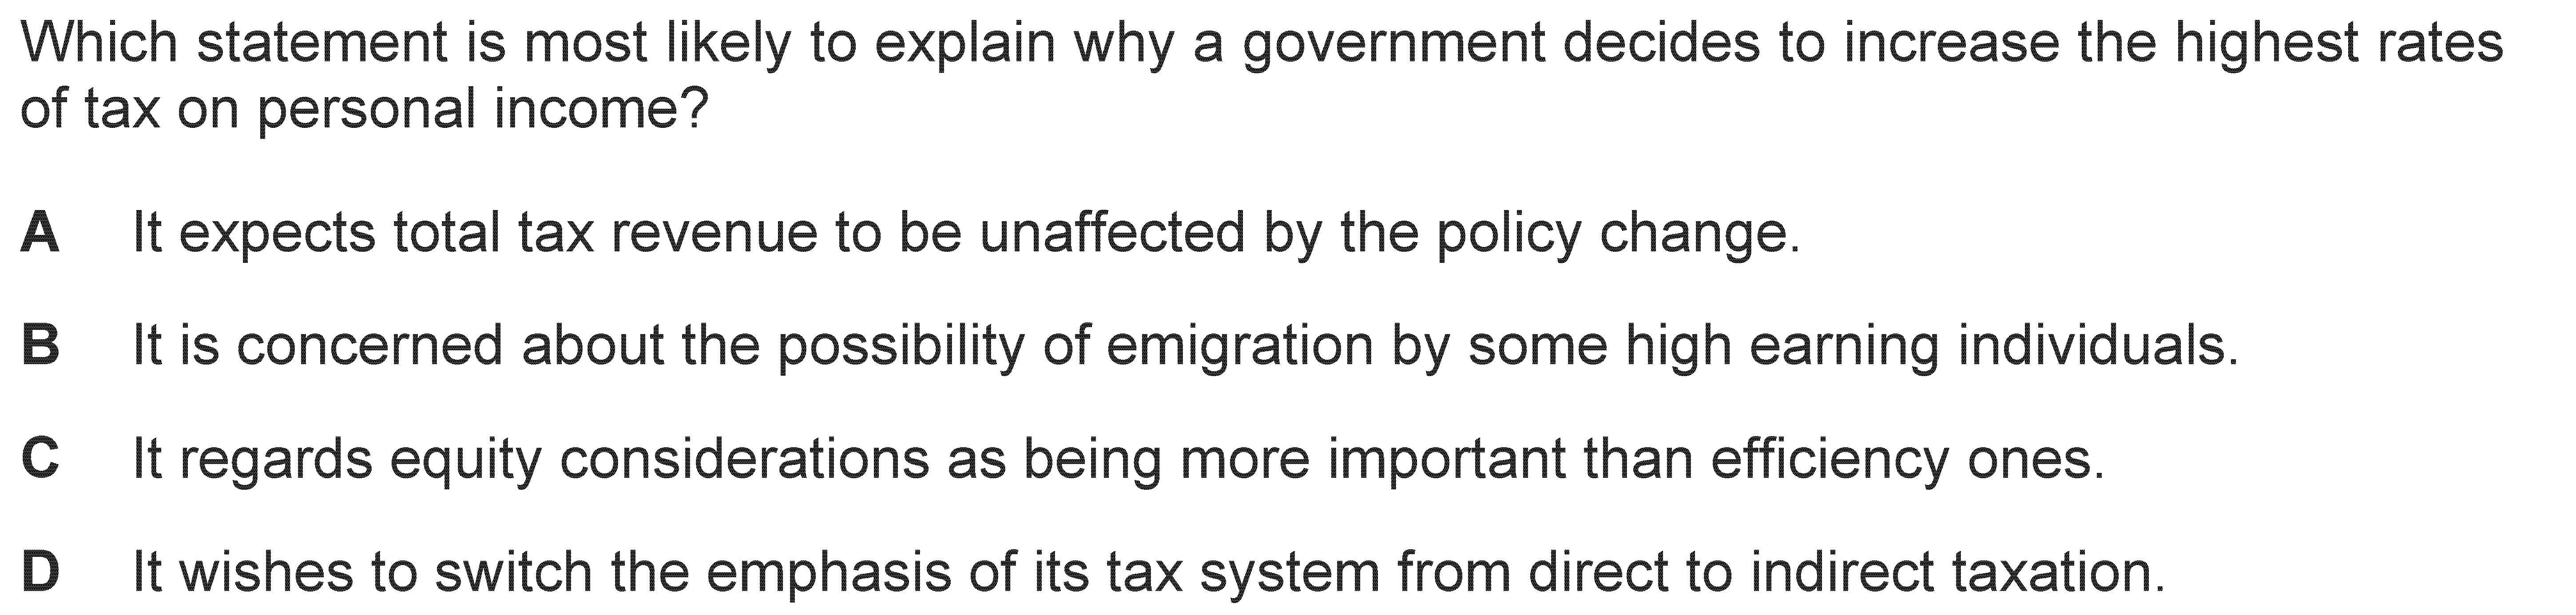 Which statement is most likely to explain why a government decides to increase the highest rates
of tax on personal income?
A It expects total tax revenue to be unaffected by the policy change.
B It is concerned about the possibility of emigration by some high earning individuals.
C It regards equity considerations as being more important than efficiency ones.
D It wishes to switch the emphasis of its tax system from direct to indirect taxation.